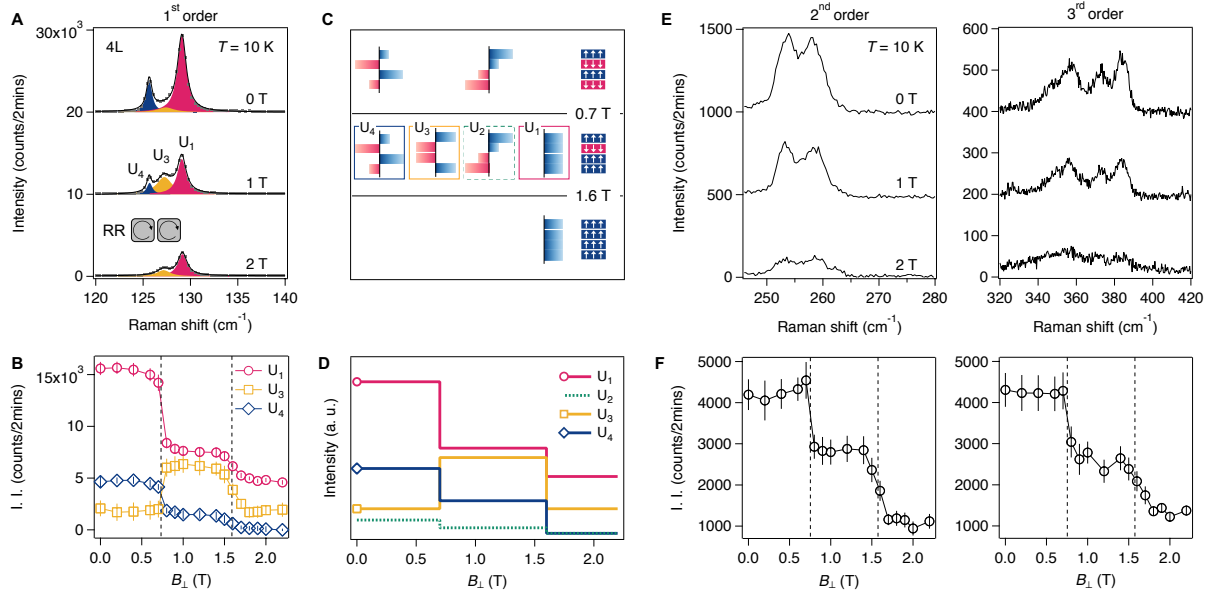 A
1st order
30x10³
4L
T = 10 K
20
0 T
U4
U3
U1
10
1 T
RR
0
2 T
120
125
130
135
140
Intensity (counts/2mins)
Raman shift (cm⁻¹)
B
15x10³
10
5
0
U1
U3
U4
0.0
0.5
1.0
1.5
2.0
I. I. (counts/2mins)
B⊥ (T)
C
↑↑↑
↓↓↓
↑↑↑
↓↓↓
0.7 T
U4
U3
U2
U1
↑↑↑
↓↓↓
↑↑↑
↑↑↑
1.6 T
↑↑↑
↑↑↑
↑↑↑
↑↑↑
D
U1
U2
U3
U4
0.0
0.5
1.0
1.5
2.0
Intensity (a. u.)
B⊥ (T)
E
2nd order
1500
T = 10 K
1000
0 T
500
1 T
0
2 T
250
260
270
280
Intensity (counts/2mins)
Raman shift (cm⁻¹)
3rd order
600
500
400
300
200
100
0
320
340
360
380
400
420
Raman shift (cm⁻¹)
F
5000
4000
3000
2000
1000
0.0
0.5
1.0
1.5
2.0
I. I. (counts/2mins)
B⊥ (T)
5000
4000
3000
2000
1000
0.0
0.5
1.0
1.5
2.0
B⊥ (T)